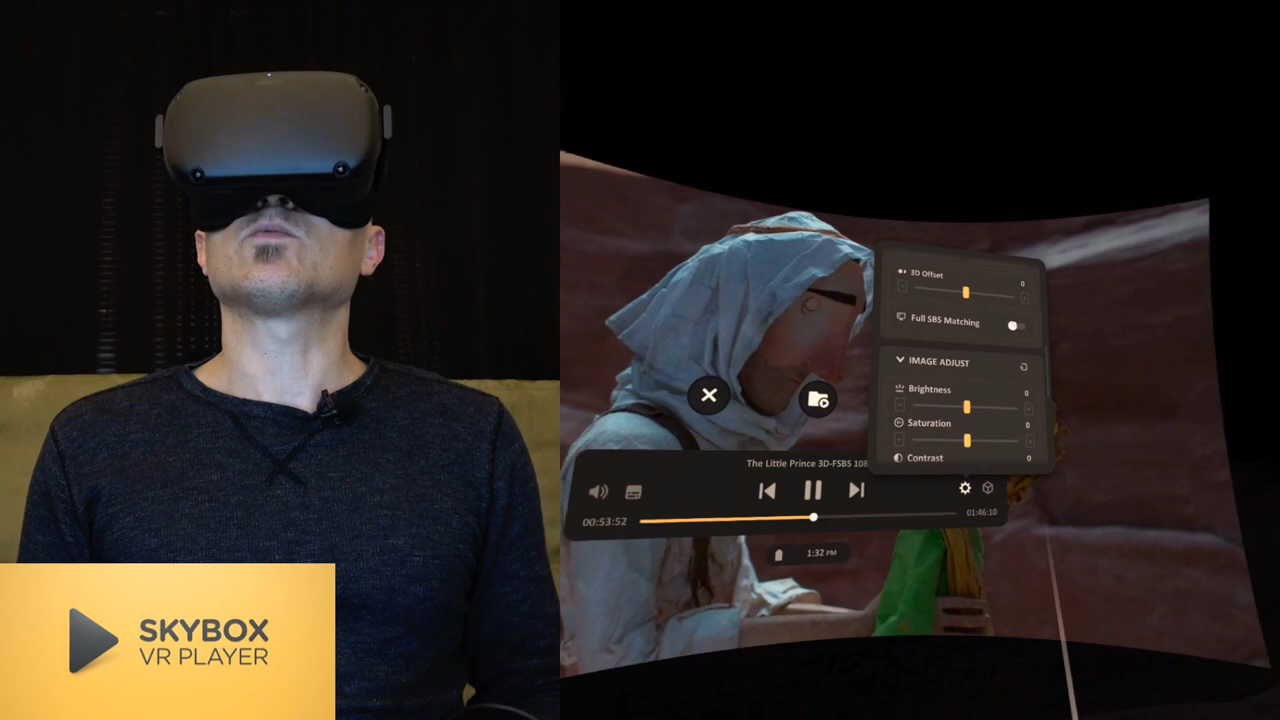 SKYBOX
VR PLAYER
3D Offset
0
Full SBS Matching
IMAGE ADJUST
Brightness
0
Saturation
0
Contrast
0
The Little Prince 3D-FSBS 108
00:53:52
01:46:10
1:32 PM